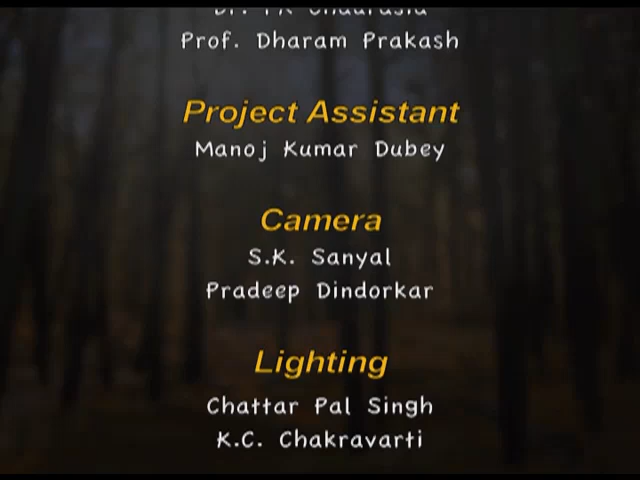 Prof. Dharam Prakash
Project Assistant
Manoj Kumar Dubey
Camera
S.K. Sanyal
Pradeep Dindorkar
Lighting
Chattar Pal Singh
K.C. Chakravarti